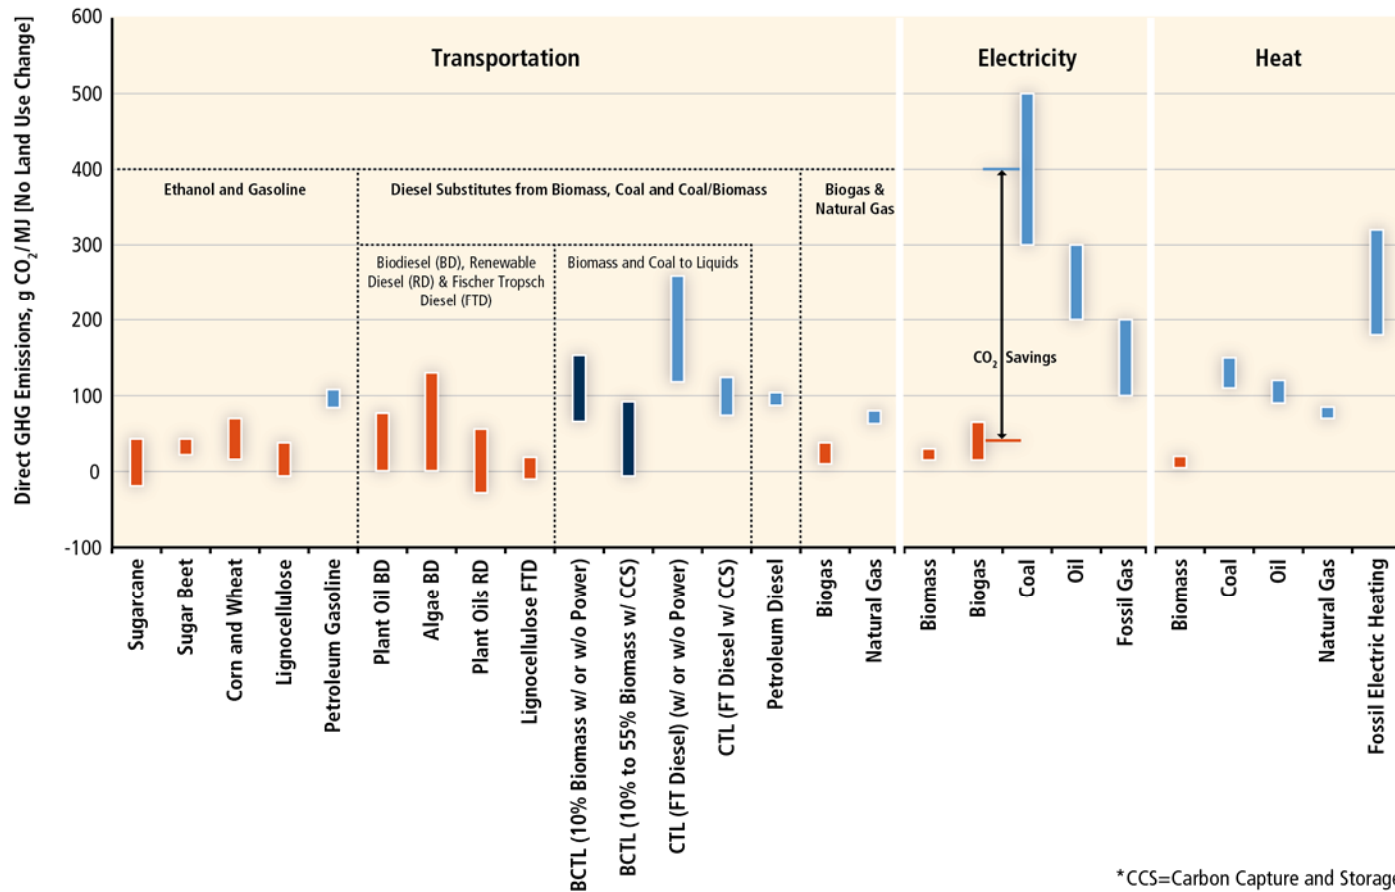 Direct GHG Emissions, g CO2/MJ [No Land Use Change]
600
500
400
300
200
100
0
-100
Transportation
Electricity
Heat
Ethanol and Gasoline
Diesel Substitutes from Biomass, Coal and Coal/Biomass
Biogas &
Natural Gas
Biodiesel (BD), Renewable
Diesel (RD) & Fischer Tropsch
Diesel (FTD)
Biomass and Coal to Liquids
CO2 Savings
Sugarcane
Sugar Beet
Corn and Wheat
Lignocellulose
Petroleum Gasoline
Plant Oil BD
Algae BD
Plant Oils RD
Lignocellulose FTD
BCTL (10% Biomass w/ or w/o Power)
BCTL (10% to 55% Biomass w/ CCS)
CTL (FT Diesel) (w/ or w/o Power)
CTL (FT Diesel w/ CCS)
Petroleum Diesel
Biogas
Natural Gas
Biomass
Biogas
Coal
Oil
Fossil Gas
Biomass
Coal
Oil
Natural Gas
Fossil Electric Heating
*CCS=Carbon Capture and Storage